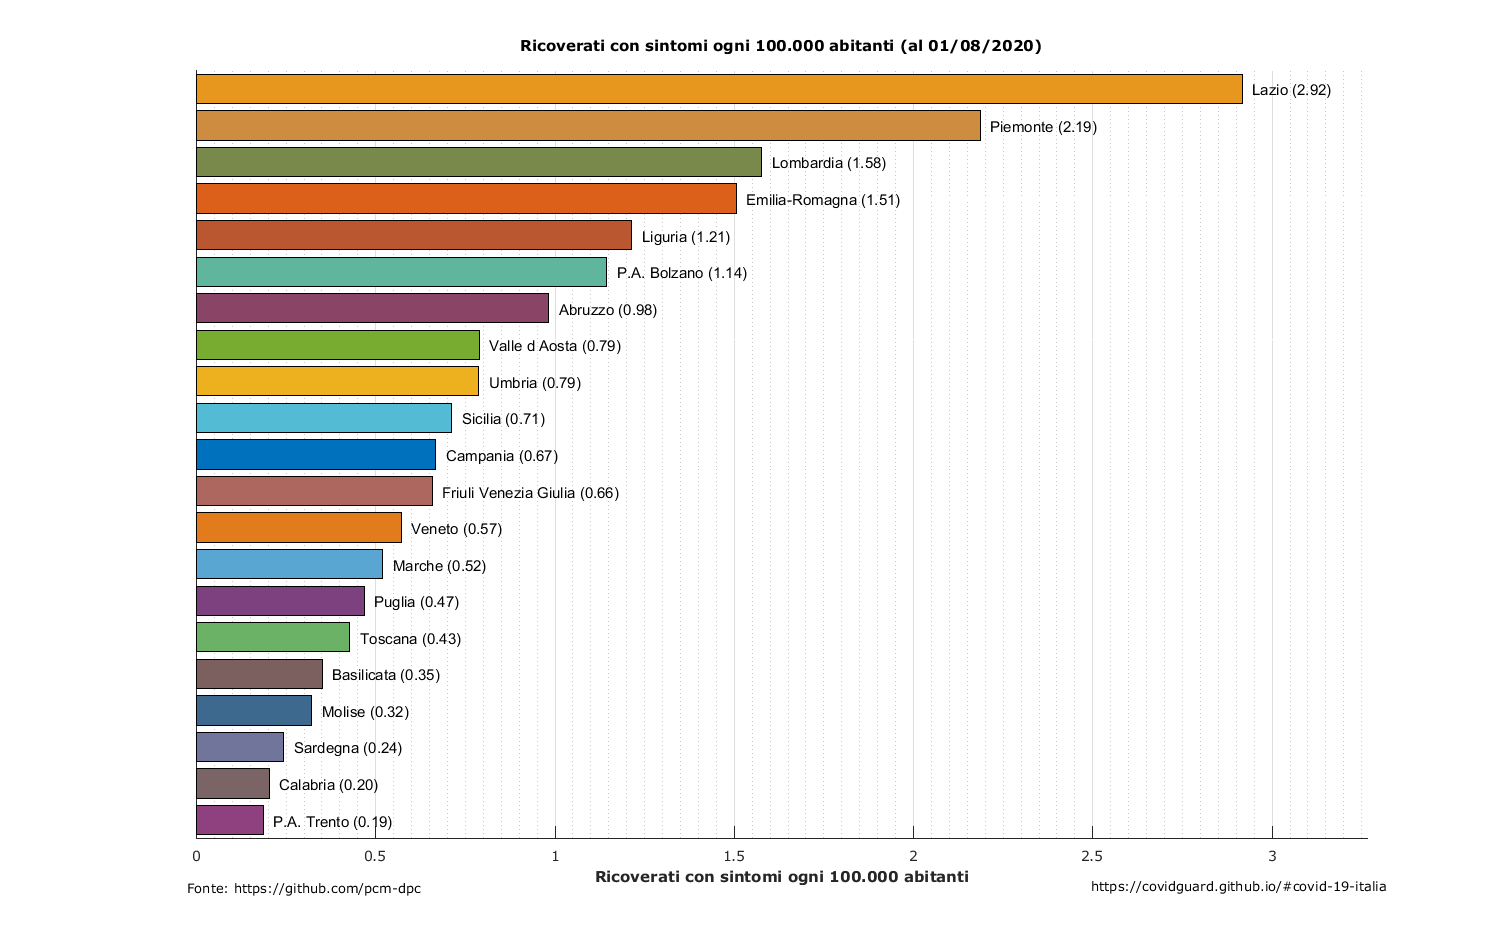 Ricoverati con sintomi ogni 100.000 abitanti (al 01/08/2020)
Lazio (2.92)
Piemonte (2.19)
Lombardia (1.58)
Emilia-Romagna (1.51)
Liguria (1.21)
P.A. Bolzano (1.14)
Abruzzo (0.98)
Valle d Aosta (0.79)
Umbria (0.79)
Sicilia (0.71)
Campania (0.67)
Friuli Venezia Giulia (0.66)
Veneto (0.57)
Marche (0.52)
Puglia (0.47)
Toscana (0.43)
Basilicata (0.35)
Molise (0.32)
Sardegna (0.24)
Calabria (0.20)
P.A. Trento (0.19)
0 0.5 1 1.5 2 2.5 3
Ricoverati con sintomi ogni 100.000 abitanti
Fonte: https://github.com/pcm-dpc
https://covidguard.github.io/#covid-19-italia